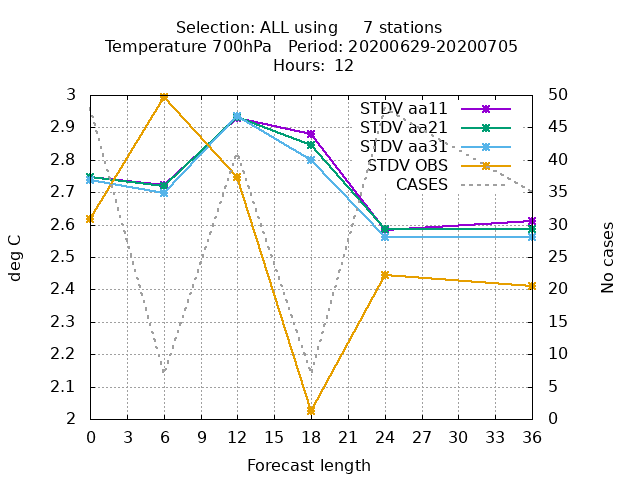 Selection: ALL using     7 stations
Temperature 700hPa   Period: 20200629-20200705
Hours:  12
STDV aa11
STDV aa21
STDV aa31
STDV OBS
CASES
3
2.9
2.8
2.7
2.6
2.5
2.4
2.3
2.2
2.1
2
deg C
50
45
40
35
30
25
20
15
10
5
0
No cases
0 3 6 9 12 15 18 21 24 27 30 33 36
Forecast length